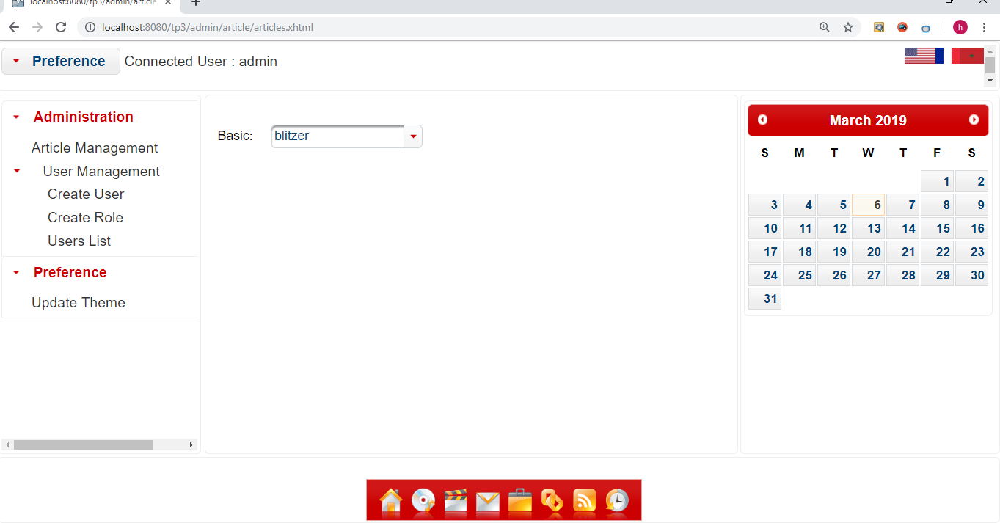 localhost:8080/tp3/admin/article
localhost:8080/tp3/admin/article/articles.xhtml
h
Preference
Connected User : admin
Administration
Article Management
User Management
Create User
Create Role
Users List
Preference
Update Theme
Basic:
blitzer
March 2019
S M T W T F S
1 2
3 4 5 6 7 8 9
10 11 12 13 14 15 16
17 18 19 20 21 22 23
24 25 26 27 28 29 30
31